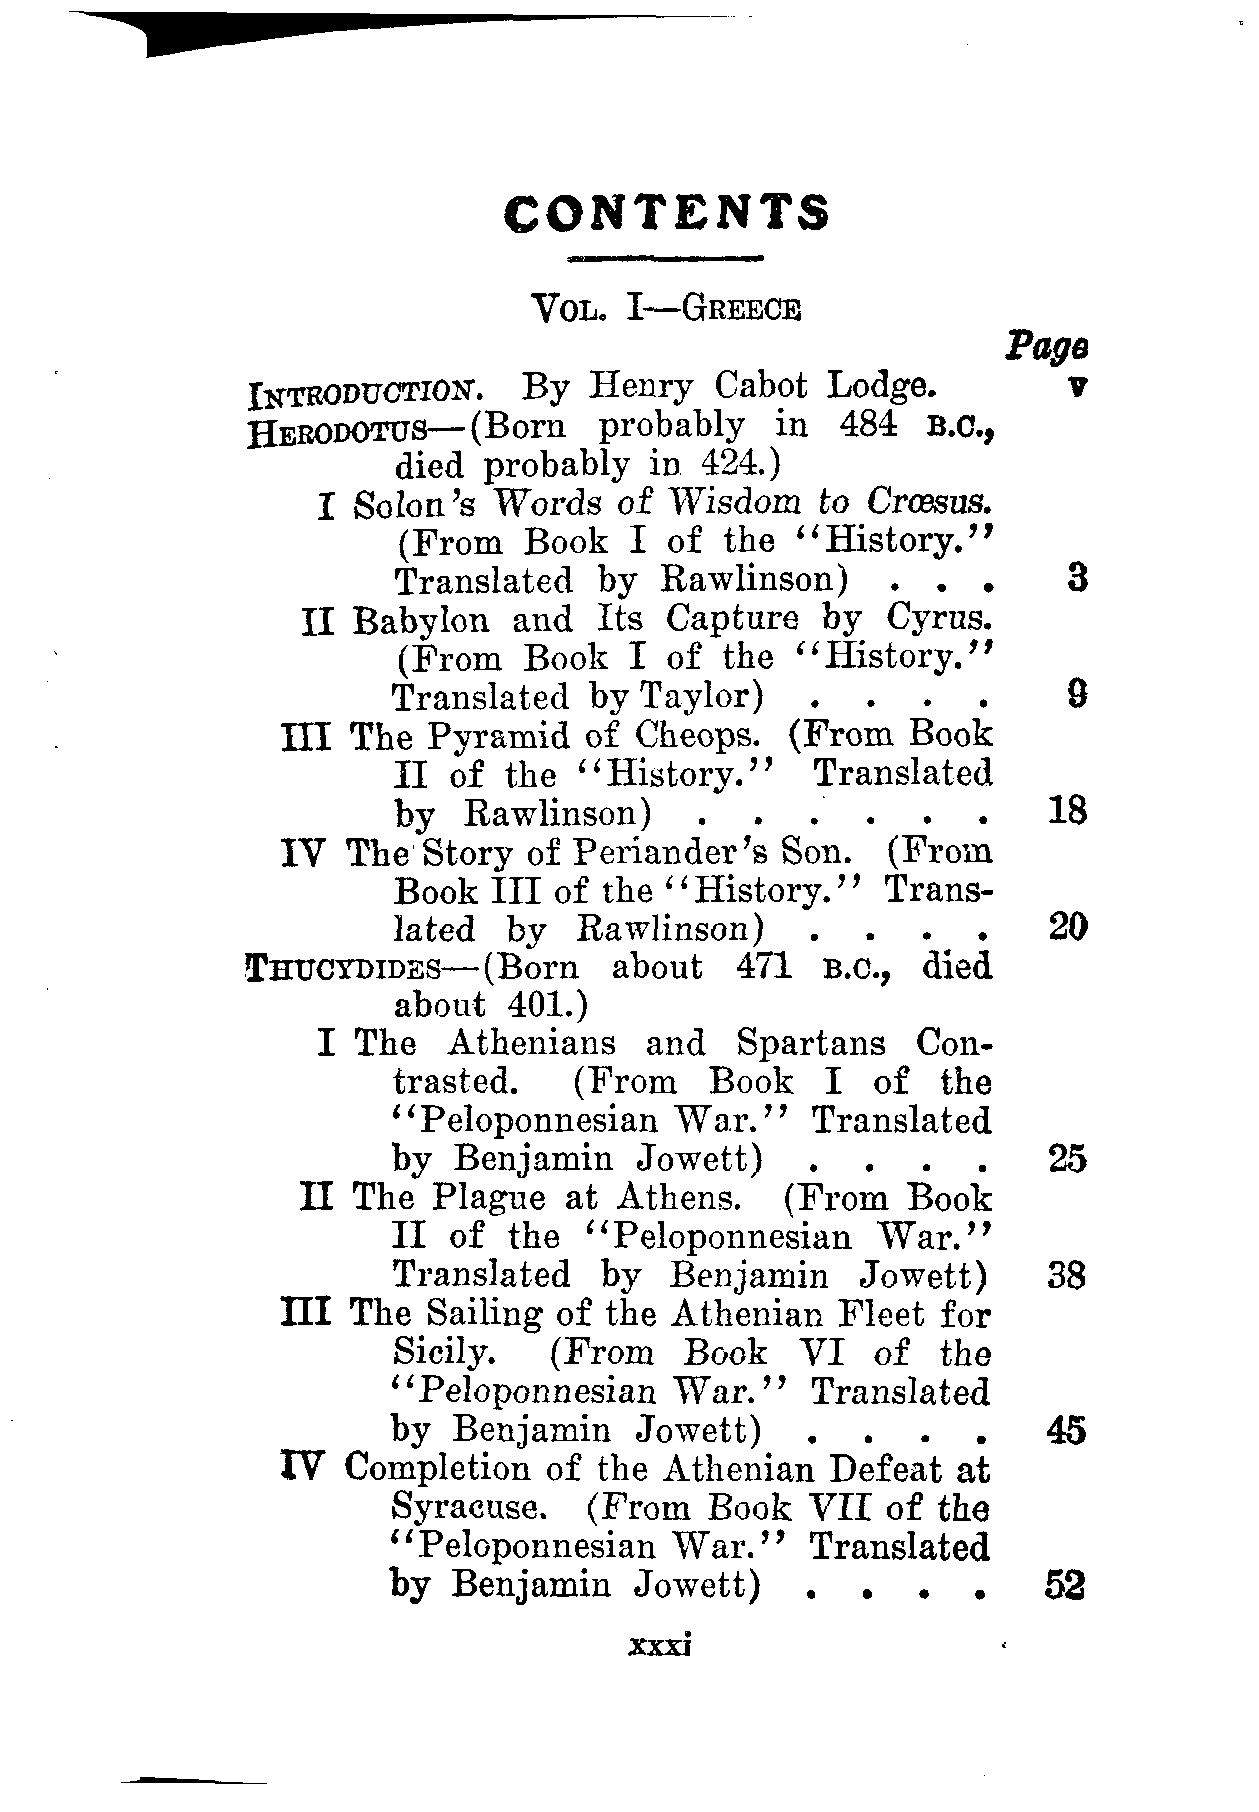 CONTENTS
VOL. I—GREECE
Page
INTRODUCTION. By Henry Cabot Lodge. v
HERODOTUS—(Born probably in 484 B.C.,
died probably in 424.)
I Solon's Words of Wisdom to Crœsus.
(From Book I of the "History."
Translated by Rawlinson) . . . 3
II Babylon and Its Capture by Cyrus.
(From Book I of the "History."
Translated by Taylor) . . . . 9
III The Pyramid of Cheops. (From Book
II of the "History." Translated
by Rawlinson) . . . . . . 18
IV The Story of Periander's Son. (From
Book III of the "History." Trans-
lated by Rawlinson) . . . . 20
THUCYDIDES—(Born about 471 B.C., died
about 401.)
I The Athenians and Spartans Con-
trasted. (From Book I of the
"Peloponnesian War." Translated
by Benjamin Jowett) . . . . 25
II The Plague at Athens. (From Book
II of the "Peloponnesian War."
Translated by Benjamin Jowett) 38
III The Sailing of the Athenian Fleet for
Sicily. (From Book VI of the
"Peloponnesian War." Translated
by Benjamin Jowett) . . . . 45
IV Completion of the Athenian Defeat at
Syracuse. (From Book VII of the
"Peloponnesian War." Translated
by Benjamin Jowett) . . . . 52
xxxi